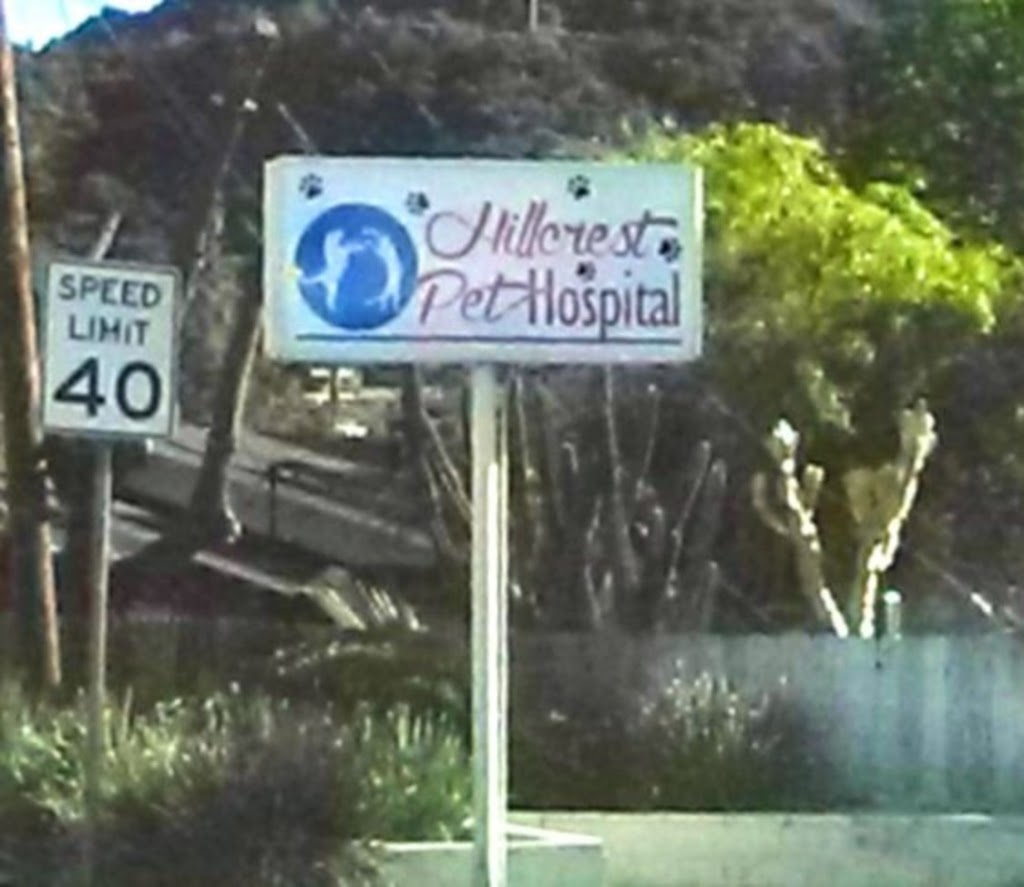 SPEED
LIMIT
40
Hillcrest
Pet Hospital